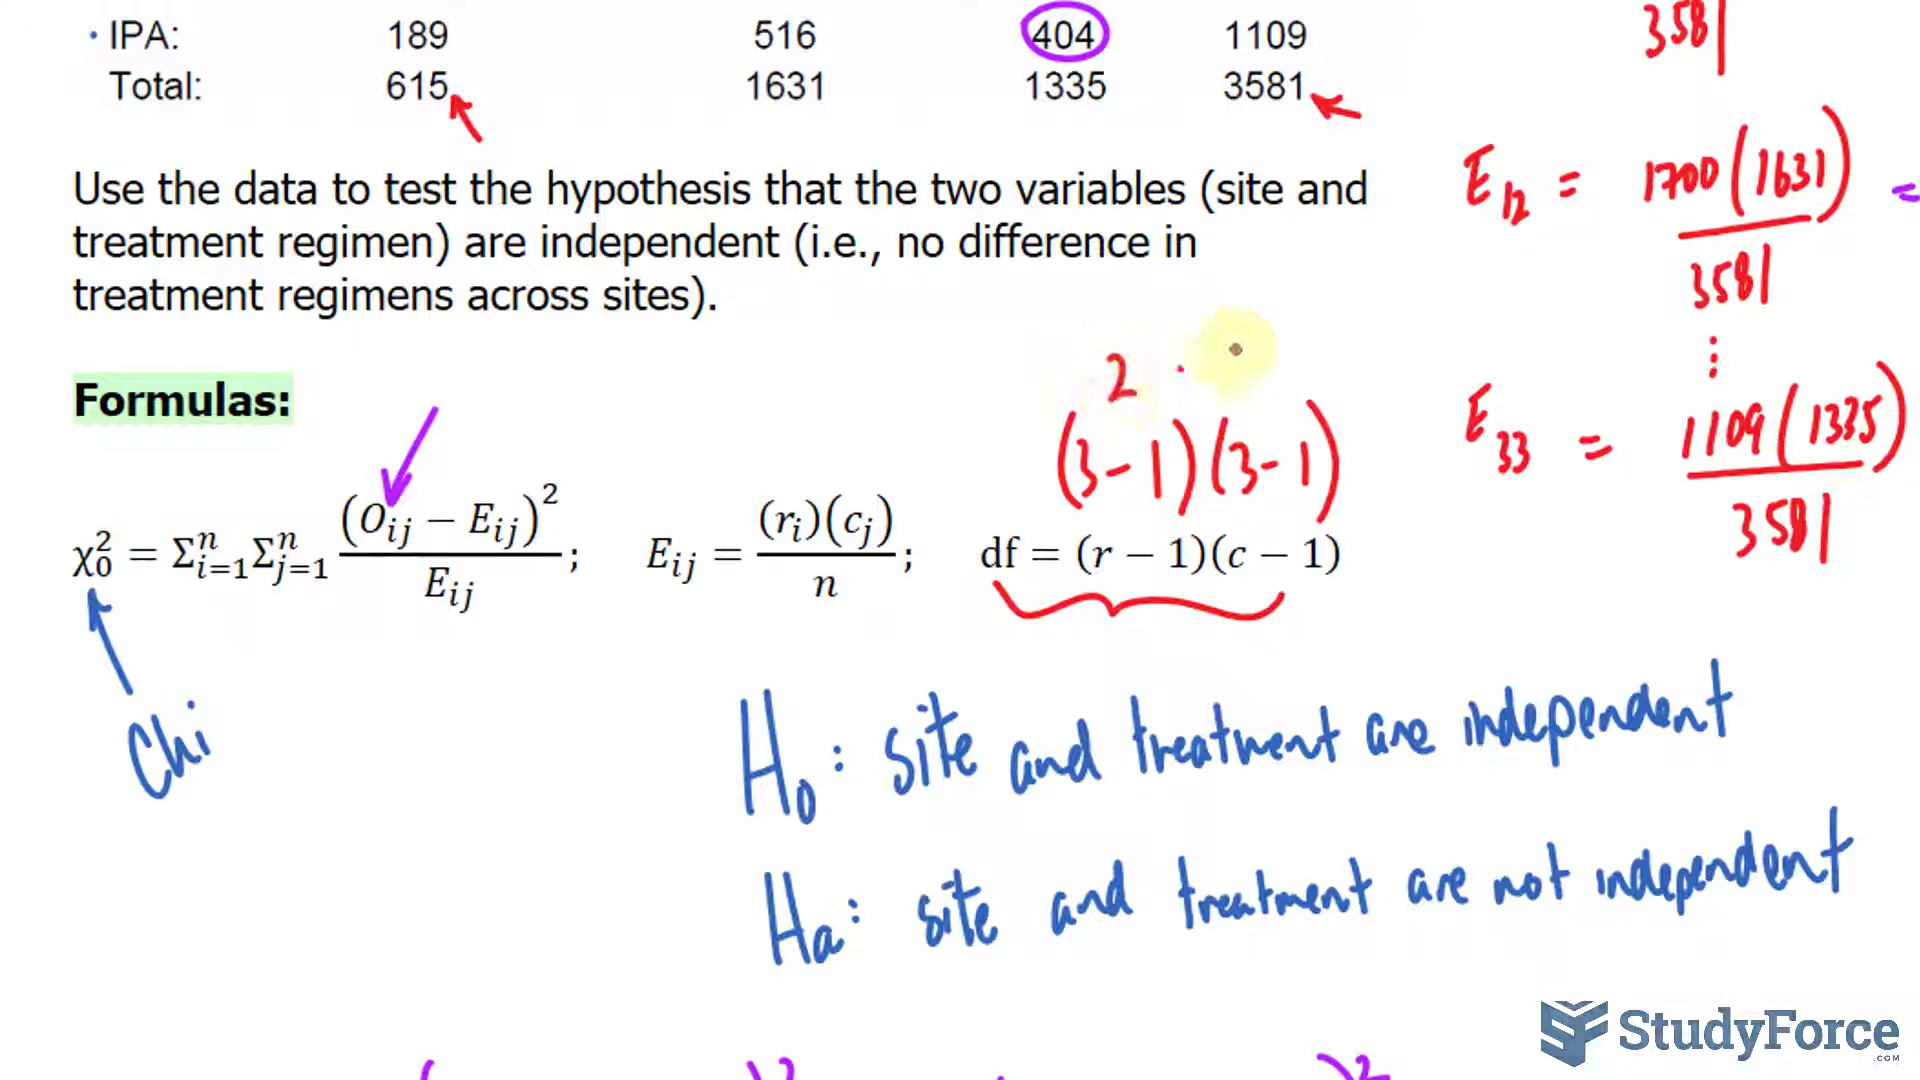 • IPA: 189 516 404 1109
Total: 615 1631 1335 3581
3581
E12 = 1700(1631) / 3581 =
Use the data to test the hypothesis that the two variables (site and
treatment regimen) are independent (i.e., no difference in
treatment regimens across sites).
⋮
E33 = 1109(1335) / 3581
2 ·
(3-1)(3-1)
Formulas:
χ₀² = Σⁿᵢ₌₁Σⁿⱼ₌₁ (Oᵢⱼ − Eᵢⱼ)² / Eᵢⱼ ; Eᵢⱼ = (rᵢ)(cⱼ) / n ; df = (r − 1)(c − 1)
Chi
H₀: site and treatment are independent
Hₐ: site and treatment are not independent
StudyForce
.COM